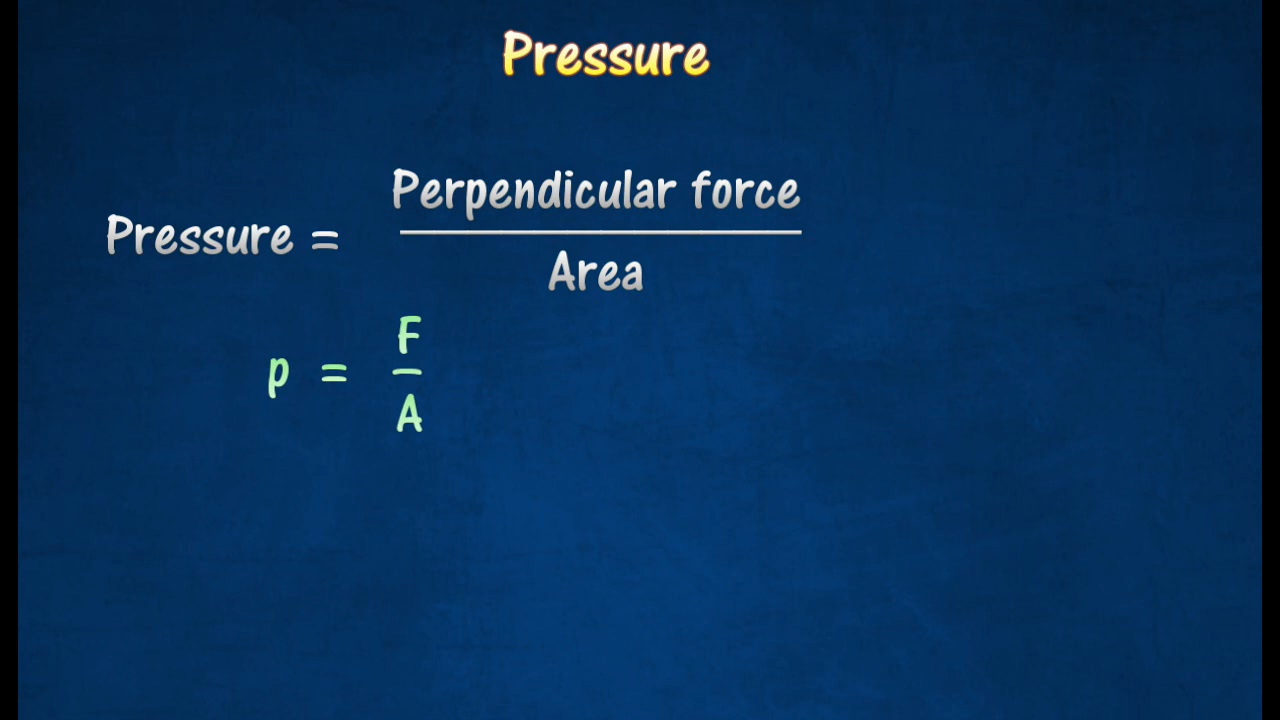 Pressure
Pressure = Perpendicular force
Area
p = F
A